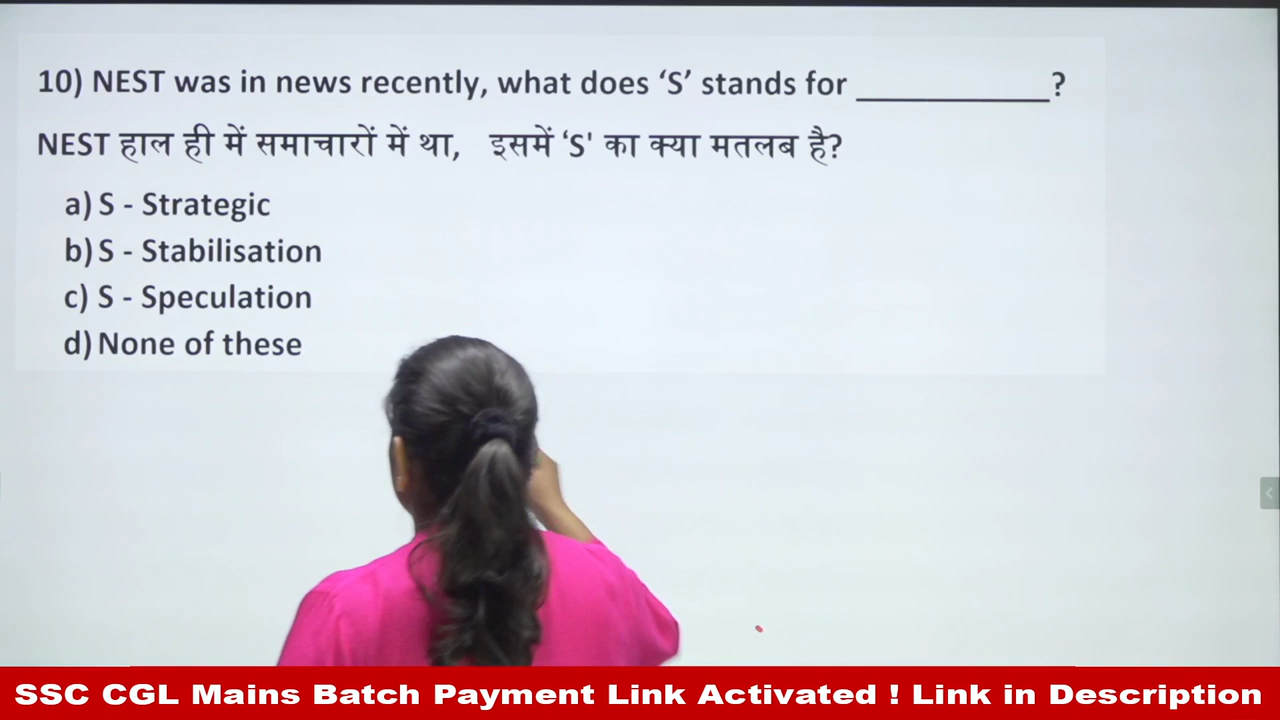 10) NEST was in news recently, what does ‘S’ stands for ____________?
NEST हाल ही में समाचारों में था, इसमें ‘S' का क्या मतलब है?
a) S - Strategic
b) S - Stabilisation
c) S - Speculation
d) None of these
SSC CGL Mains Batch Payment Link Activated ! Link in Description